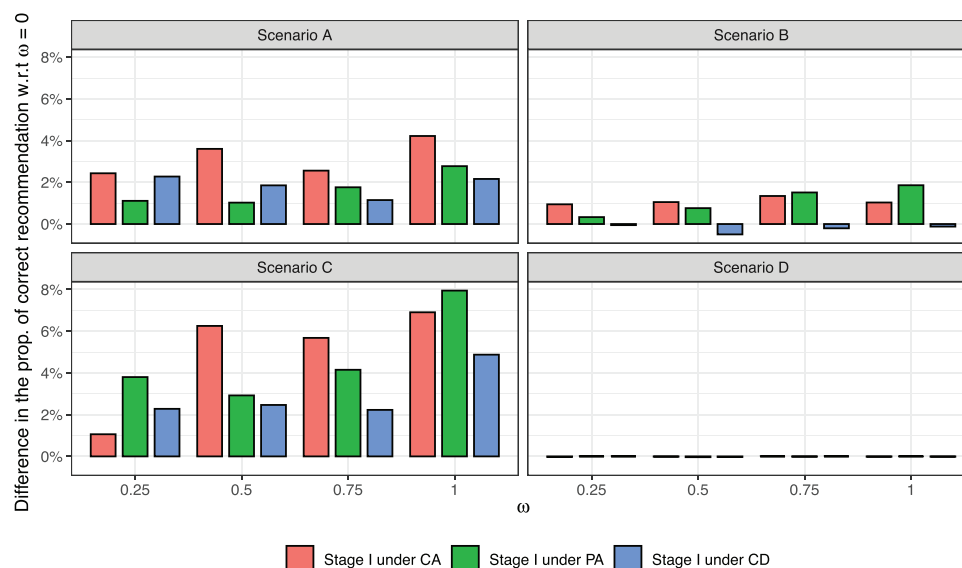 Difference in the prop. of correct recommendation w.r.t ω = 0
Scenario A
Scenario B
8%
6%
4%
2%
0%
Scenario C
Scenario D
8%
6%
4%
2%
0%
0.25 0.5 0.75 1
0.25 0.5 0.75 1
ω
Stage I under CA Stage I under PA Stage I under CD